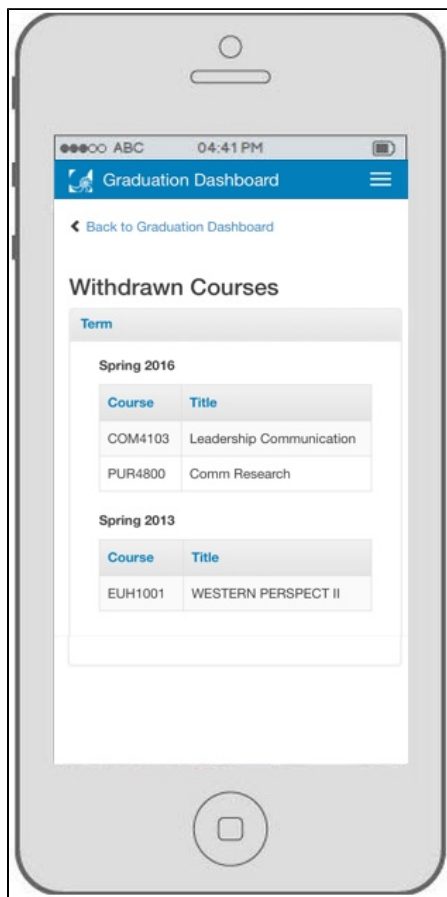 ABC 04:41 PM
Graduation Dashboard
Back to Graduation Dashboard
Withdrawn Courses
Term
Spring 2016
Course Title
COM4103 Leadership Communication
PUR4800 Comm Research
Spring 2013
Course Title
EUH1001 WESTERN PERSPECT II